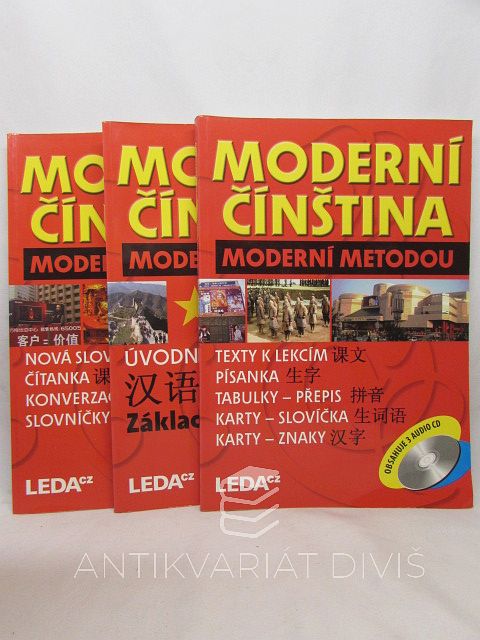 MODERNÍ
ČÍNŠTINA
MODERNÍ METODOU
TEXTY K LEKCÍM 课文
PÍSANKA 生字
TABULKY – PŘEPIS 拼音
KARTY – SLOVÍČKA 生词语
KARTY – ZNAKY 汉字
OBSAHUJE 3 AUDIO CD
LEDA cz
MO
ČÍN
MODE
ÚVODN
汉语
Základ
LEDA cz
MO
ČÍN
MODER
65005
客户 = 价值
NOVÁ SLOV
ČÍTANKA 课
KONVERZAC
SLOVNÍČKY
LEDA cz
ANTIKVARIÁT DIVIŠ